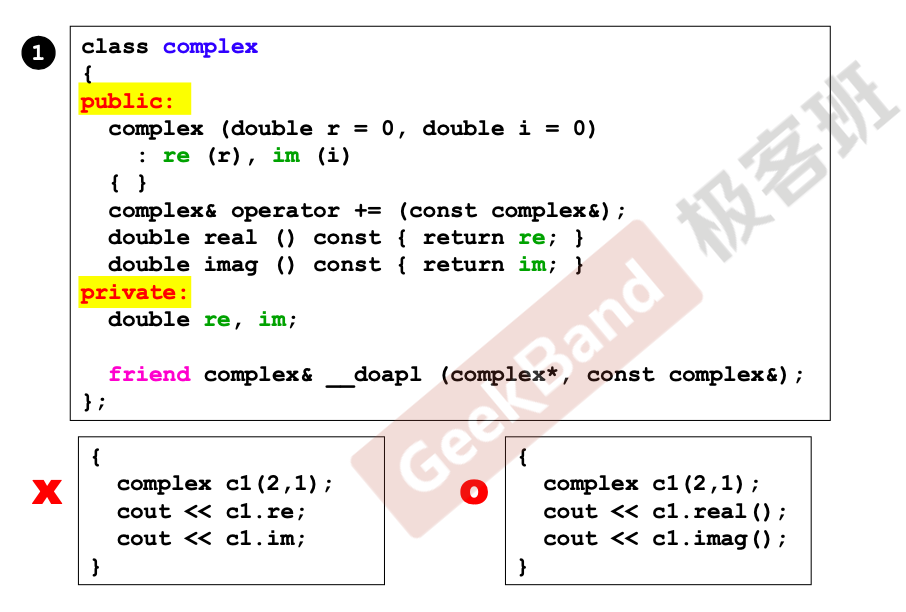 1
class complex
{
public:
  complex (double r = 0, double i = 0)
    : re (r), im (i)
  { }
  complex& operator += (const complex&);
  double real () const { return re; }
  double imag () const { return im; }
private:
  double re, im;
  friend complex& __doapl (complex*, const complex&);
};
GeekBand 极客班
X
{
  complex c1(2,1);
  cout << c1.re;
  cout << c1.im;
}
O
{
  complex c1(2,1);
  cout << c1.real();
  cout << c1.imag();
}